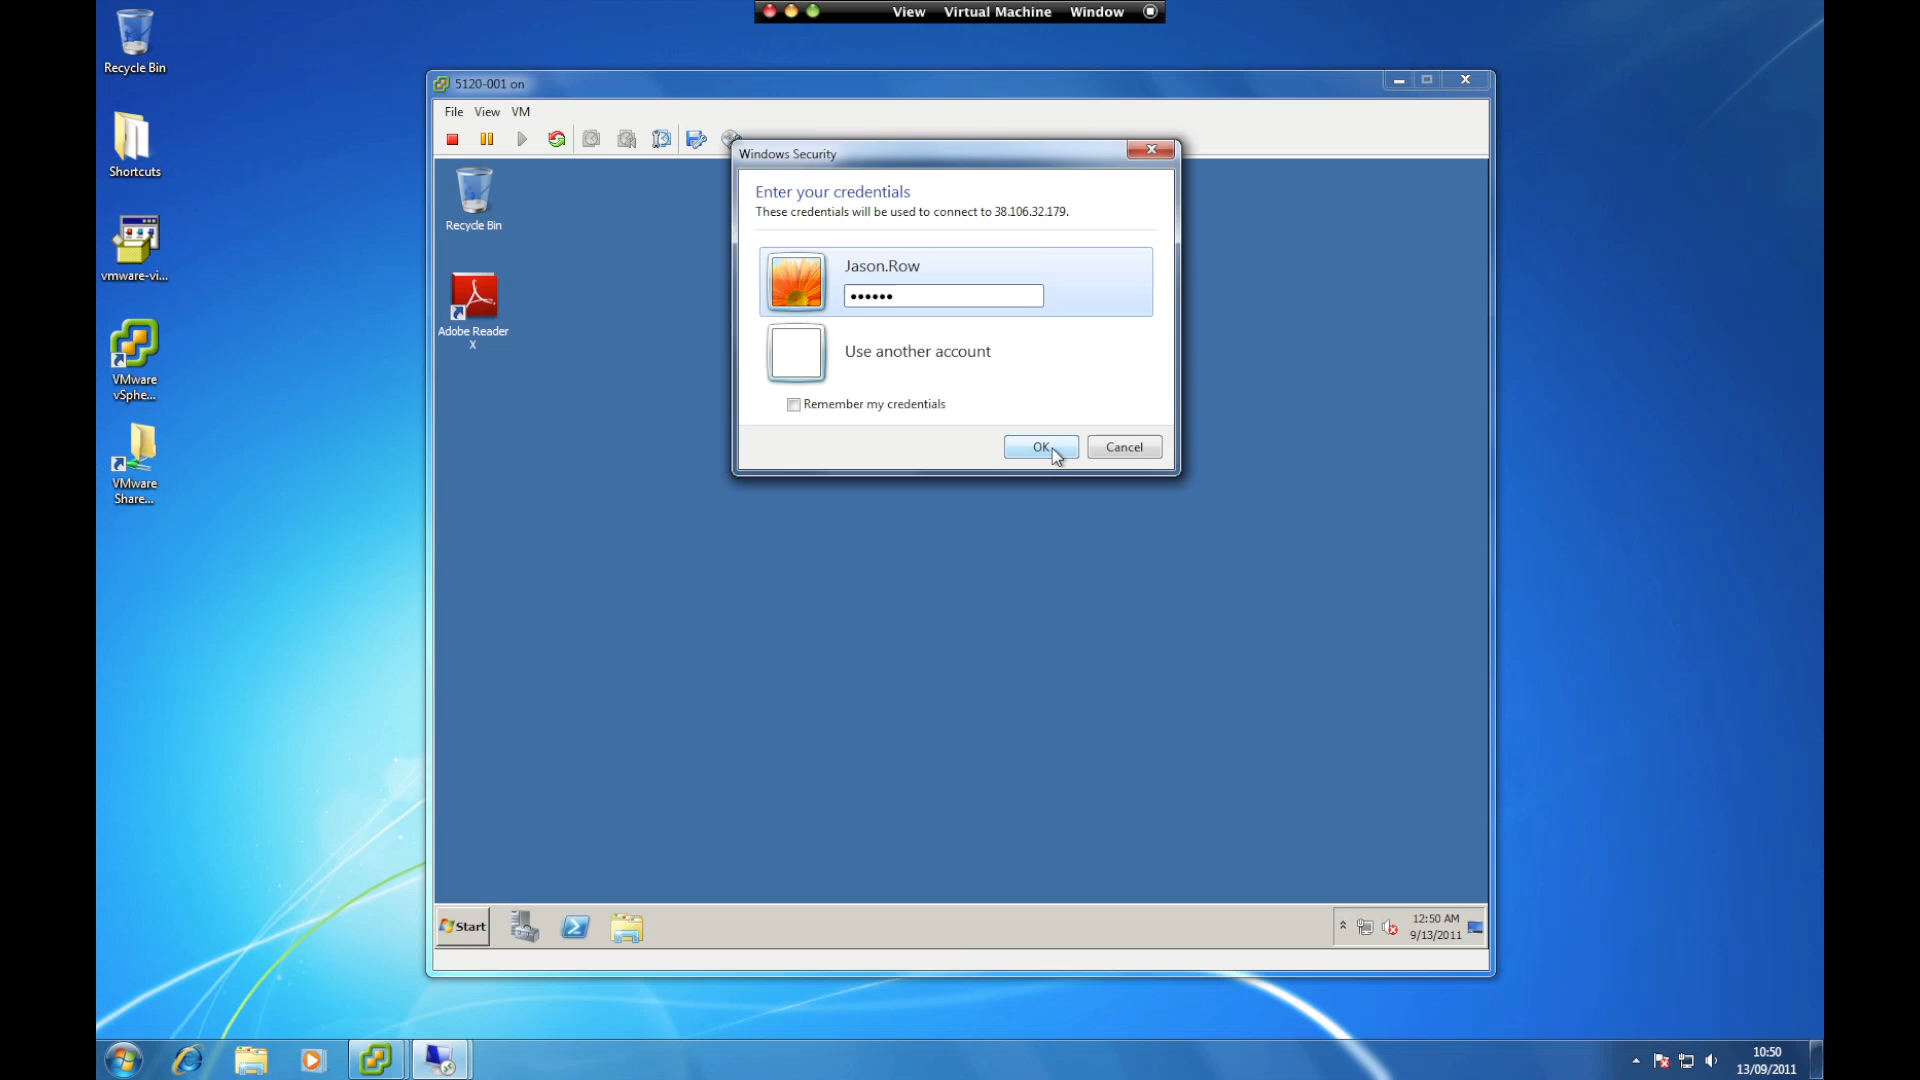 View Virtual Machine Window
Recycle Bin
Shortcuts
vmware-vi...
VMware
vSphe...
VMware
Share...
5120-001 on
File View VM
Recycle Bin
Adobe Reader
X
Windows Security
Enter your credentials
These credentials will be used to connect to 38.106.32.179.
Jason.Row
••••••
Use another account
Remember my credentials
OK Cancel
Start
12:50 AM
9/13/2011
10:50
13/09/2011